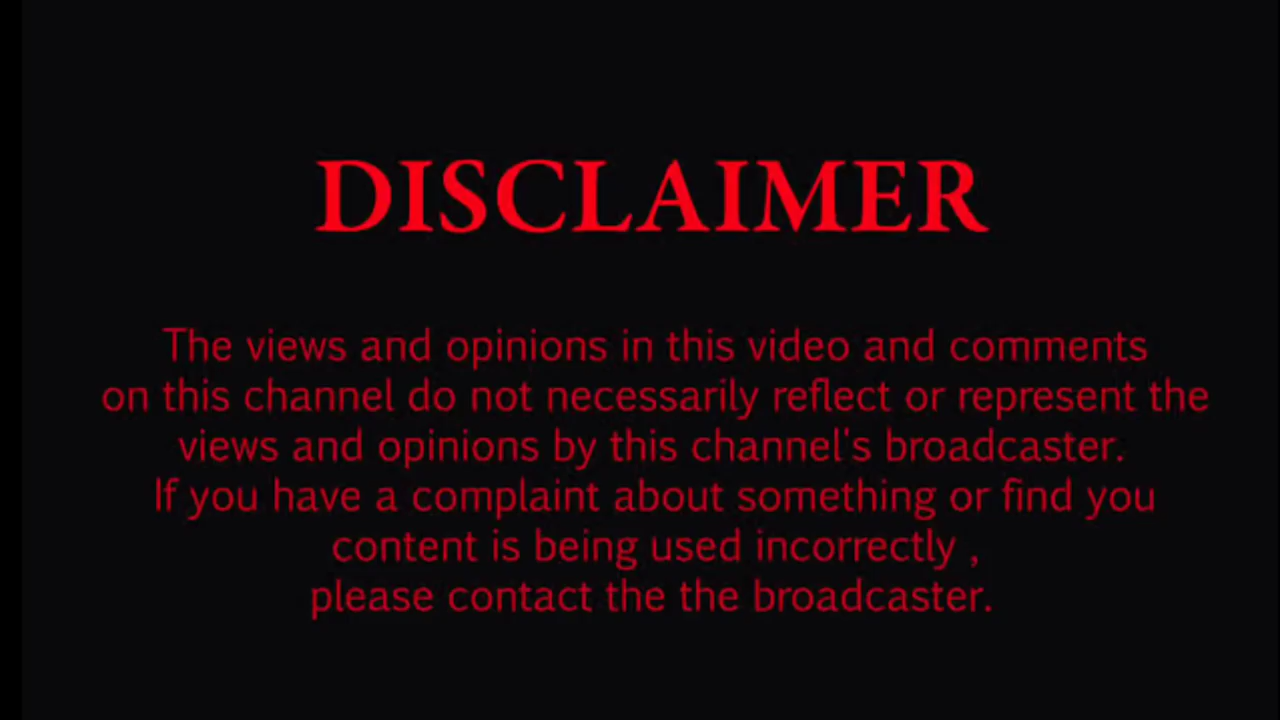 DISCLAIMER
The views and opinions in this video and comments
on this channel do not necessarily reflect or represent the
views and opinions by this channel's broadcaster.
If you have a complaint about something or find you
content is being used incorrectly ,
please contact the the broadcaster.